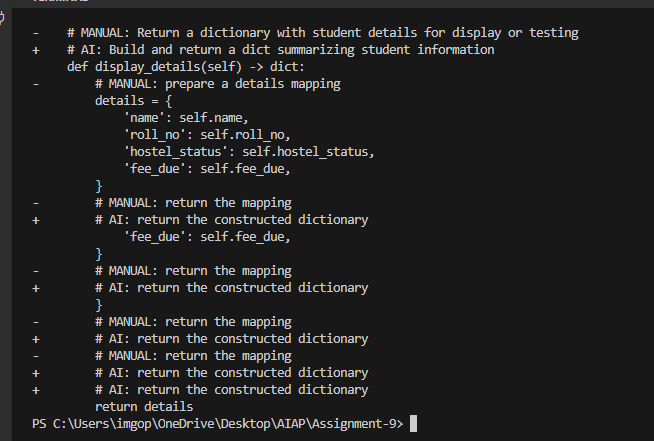 -    # MANUAL: Return a dictionary with student details for display or testing
+    # AI: Build and return a dict summarizing student information
     def display_details(self) -> dict:
-        # MANUAL: prepare a details mapping
         details = {
             'name': self.name,
             'roll_no': self.roll_no,
             'hostel_status': self.hostel_status,
             'fee_due': self.fee_due,
         }
-        # MANUAL: return the mapping
+        # AI: return the constructed dictionary
             'fee_due': self.fee_due,
         }
-        # MANUAL: return the mapping
+        # AI: return the constructed dictionary
         }
-        # MANUAL: return the mapping
+        # AI: return the constructed dictionary
-        # MANUAL: return the mapping
+        # AI: return the constructed dictionary
+        # AI: return the constructed dictionary
         return details
PS C:\Users\imgop\OneDrive\Desktop\AIAP\Assignment-9>